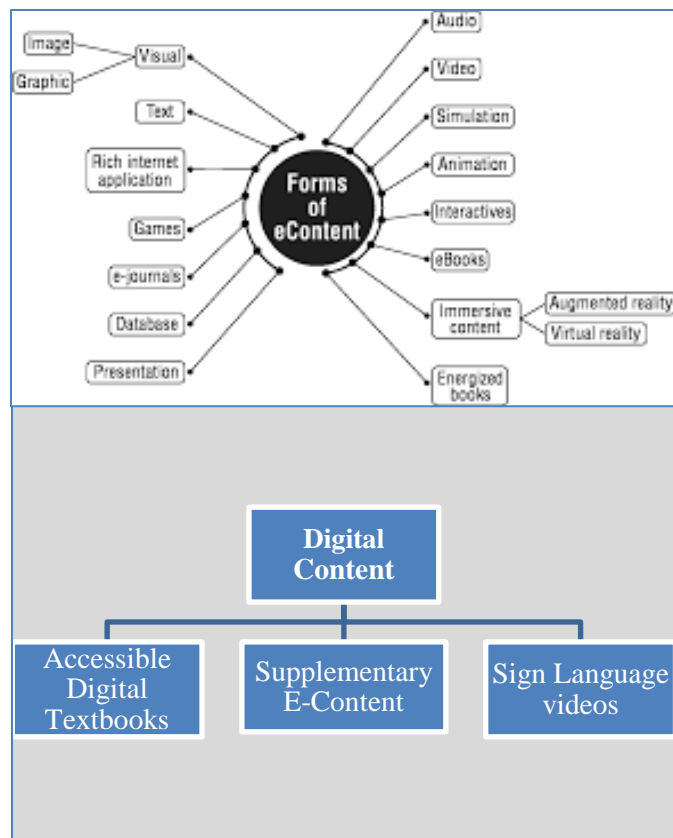 Forms
of
eContent
Visual
Image
Graphic
Text
Rich internet
application
Games
e-journals
Database
Presentation
Audio
Video
Simulation
Animation
Interactives
eBooks
Immersive
content
Augmented reality
Virtual reality
Energized
books
Digital
Content
Accessible
Digital
Textbooks
Supplementary
E-Content
Sign Language
videos